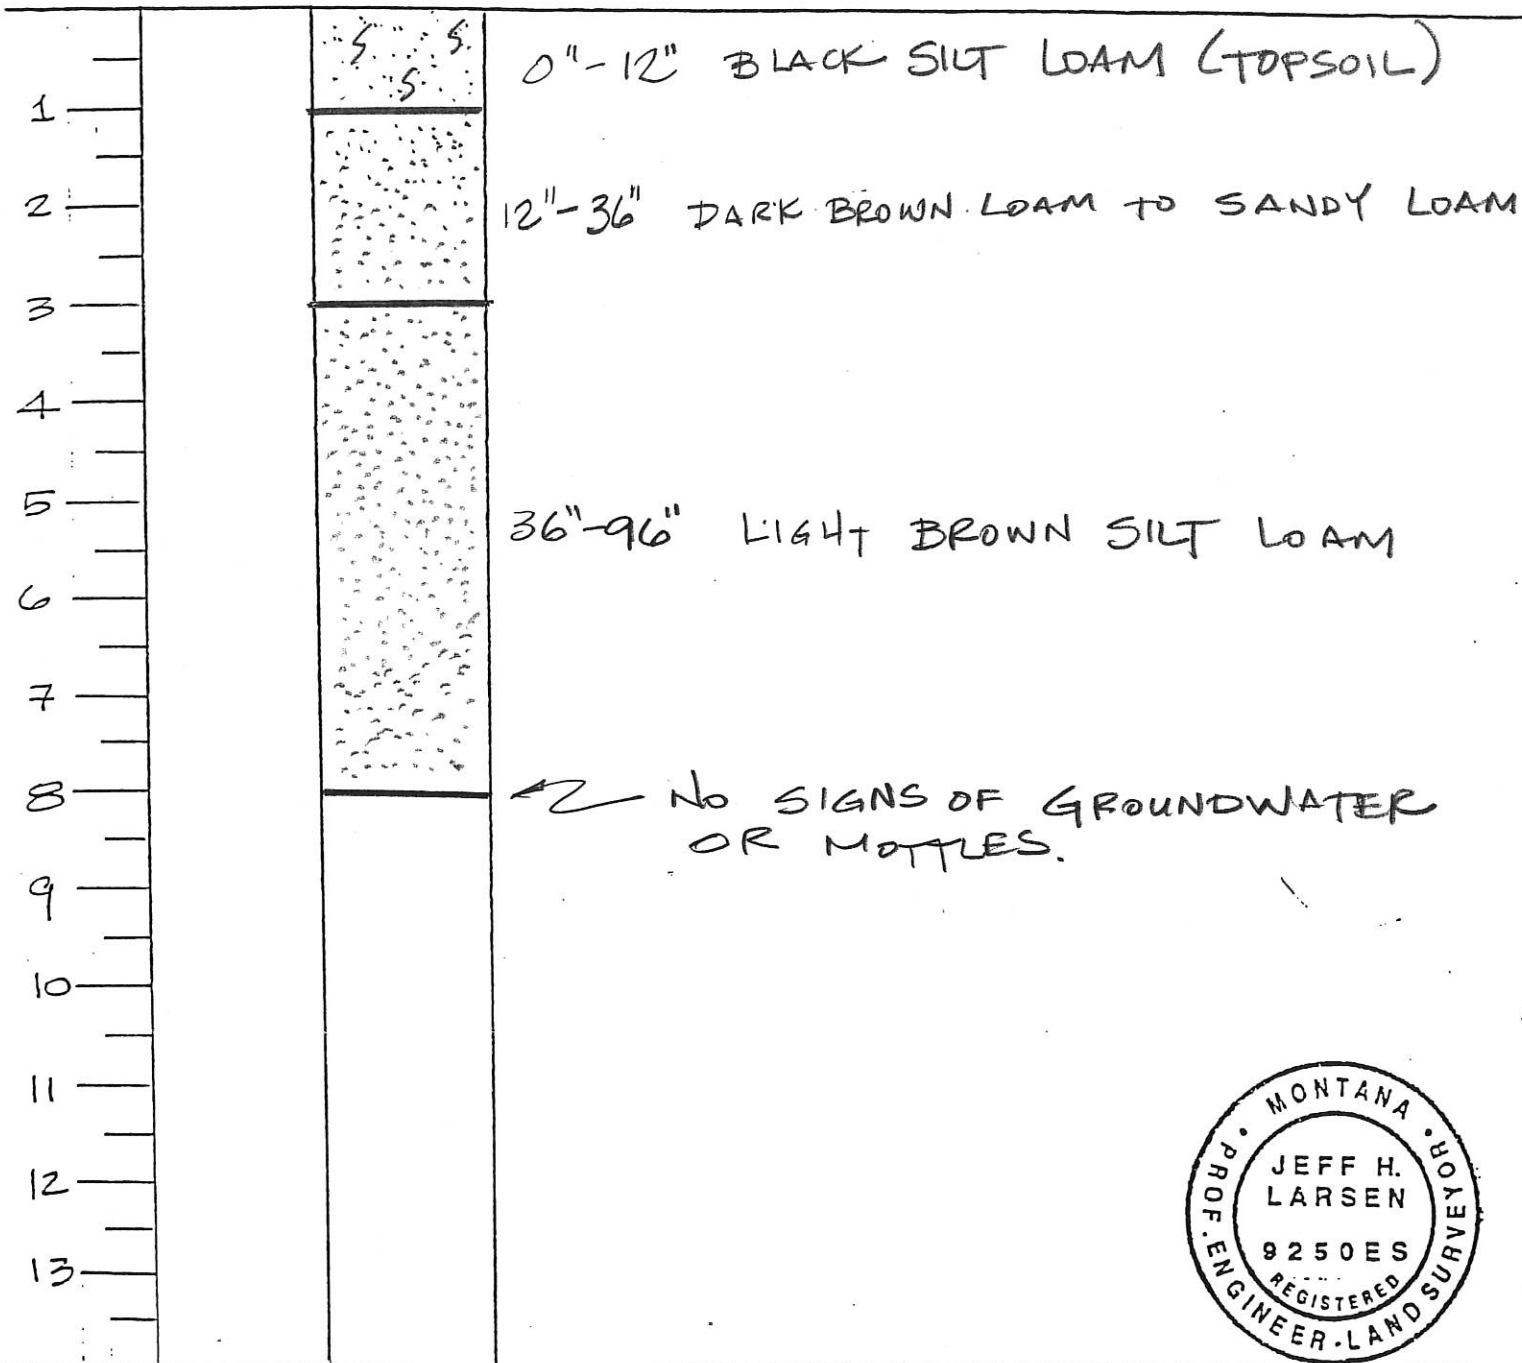 0"-12" BLACK SILT LOAM (TOPSOIL)
1
2
12"-36" DARK BROWN LOAM TO SANDY LOAM
3
4
5
36"-96" LIGHT BROWN SILT LOAM
6
7
8
NO SIGNS OF GROUNDWATER
OR MOTTLES.
9
10
11
12
13
MONTANA
JEFF H.
LARSEN
9250ES
REGISTERED
PROF. ENGINEER. LAND SURVEYOR
S S
S